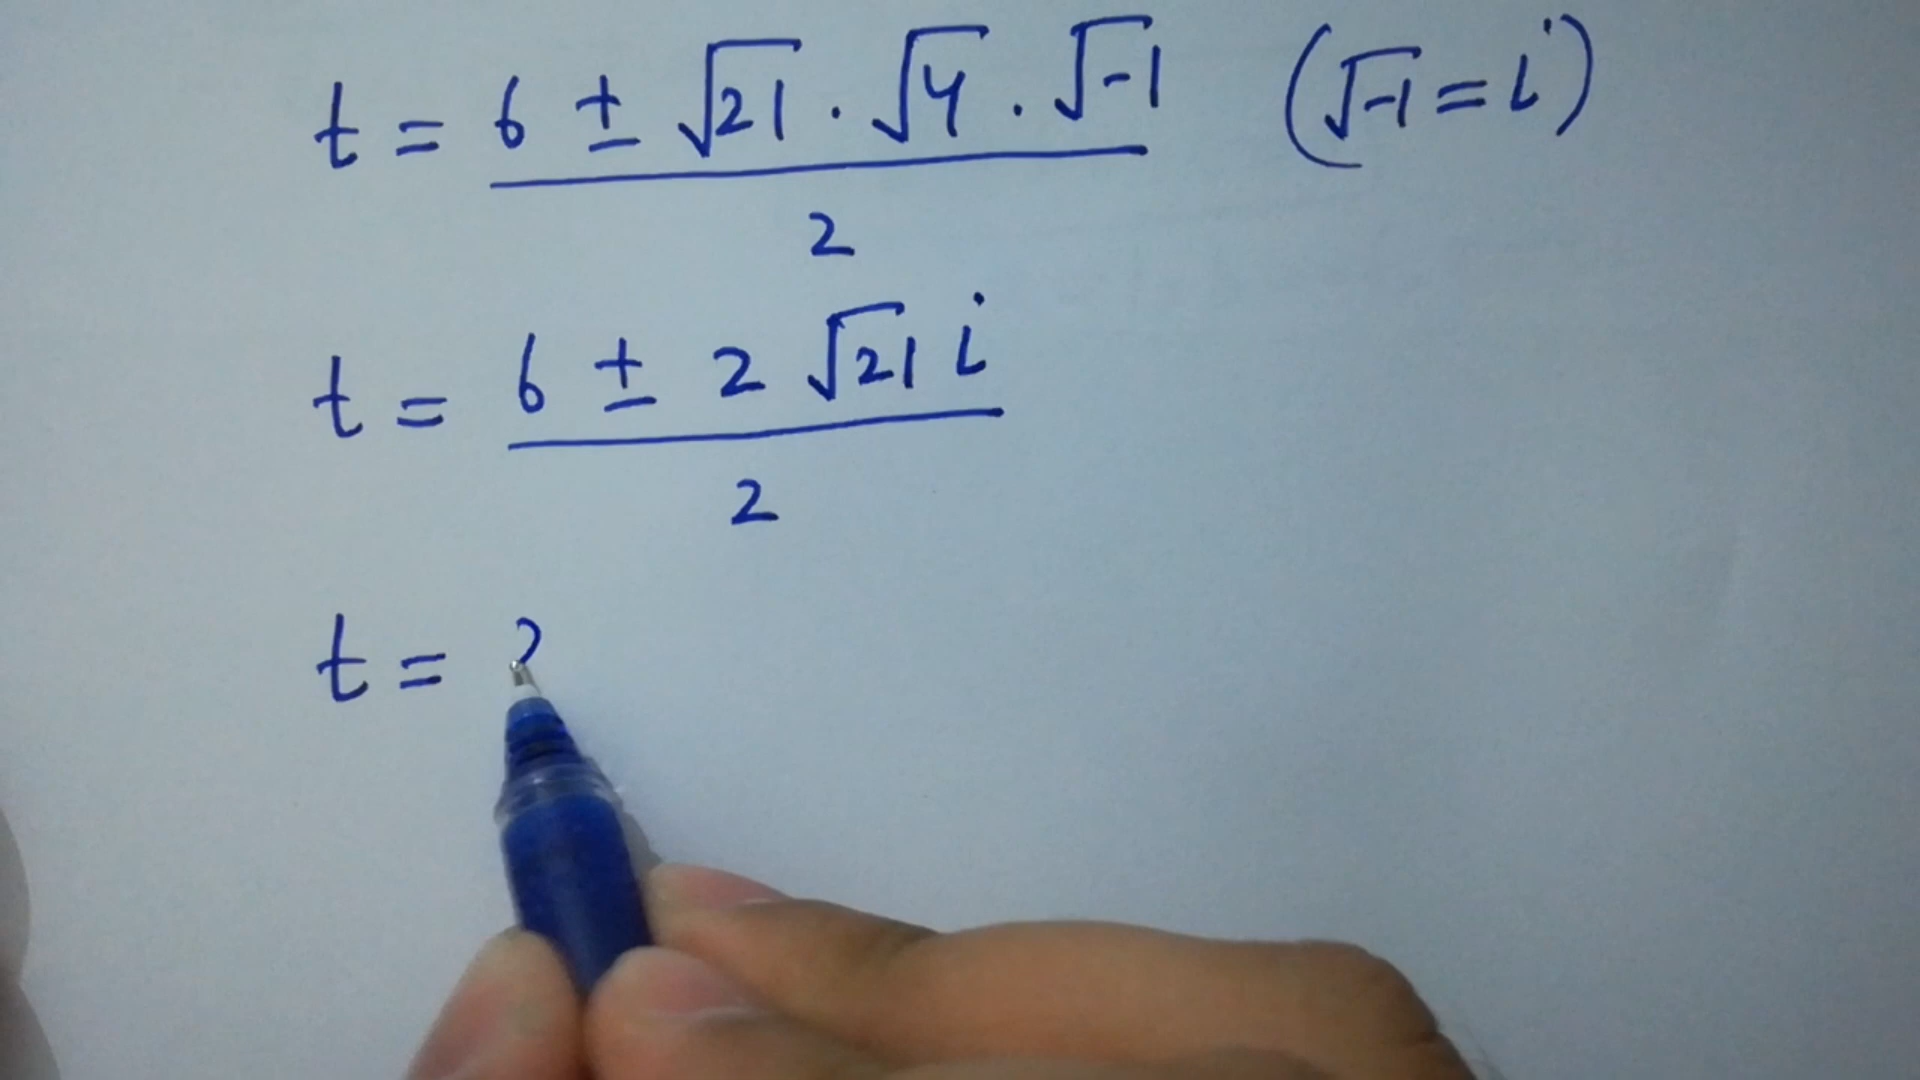 t = 6 ± √21 · √4 · √-1 (√-1 = i)
2
t = 6 ± 2 √21 i
2
t =